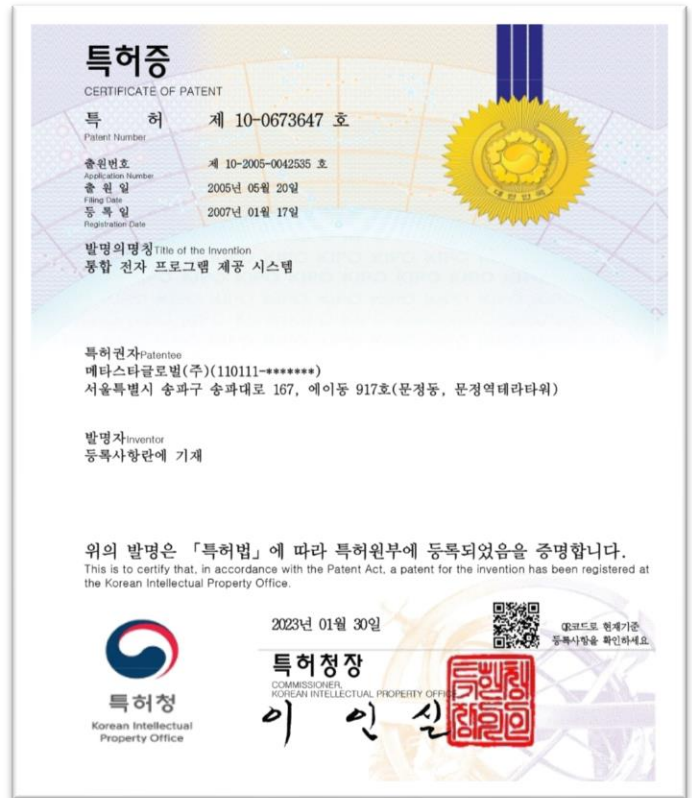 특허증
CERTIFICATE OF PATENT
특 허 제 10-0673647 호
Patent Number
출원번호 제 10-2005-0042535 호
Application Number
출 원 일 2005년 05월 20일
Filing Date
등 록 일 2007년 01월 17일
Registration Date
대한민국
발명의명칭 Title of the Invention
통합 전자 프로그램 제공 시스템
특허권자 Patentee
메타스타글로벌(주)(110111-*******)
서울특별시 송파구 송파대로 167, 에이동 917호(문정동, 문정역테라타워)
발명자 Inventor
등록사항란에 기재
위의 발명은 「특허법」에 따라 특허원부에 등록되었음을 증명합니다.
This is to certify that, in accordance with the Patent Act, a patent for the invention has been registered at
the Korean Intellectual Property Office.
2023년 01월 30일
QR코드로 현재기준
등록사항을 확인하세요
특허청장
COMMISSIONER,
KOREAN INTELLECTUAL PROPERTY OFFICE
이 인 실
특허청
Korean Intellectual
Property Office